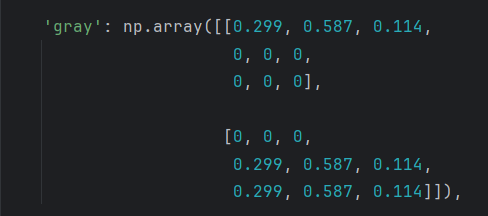 'gray': np.array([[0.299, 0.587, 0.114,
0, 0, 0,
0, 0, 0],
[0, 0, 0,
0.299, 0.587, 0.114,
0.299, 0.587, 0.114]]),